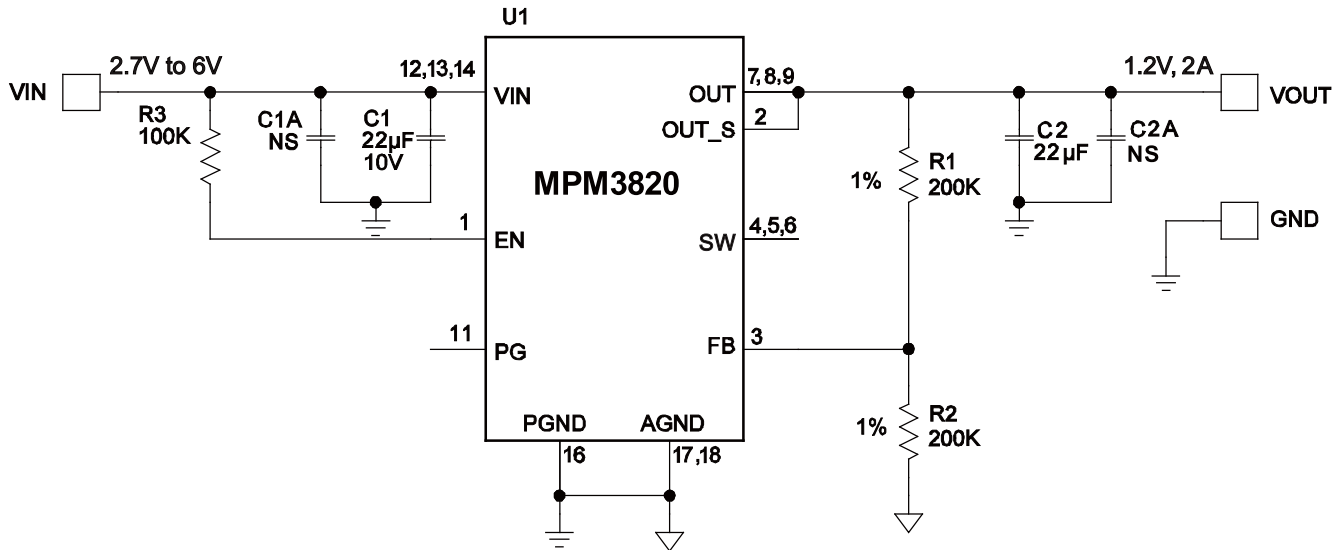 U1
VIN
2.7V to 6V
12,13,14
VIN
R3
100K
C1A
NS
C1
22µF
10V
1
EN
11
PG
MPM3820
PGND
16
AGND
17,18
OUT
7,8,9
OUT_S
2
SW
4,5,6
FB
3
1%
R1
200K
1%
R2
200K
C2
22µF
C2A
NS
1.2V, 2A
VOUT
GND